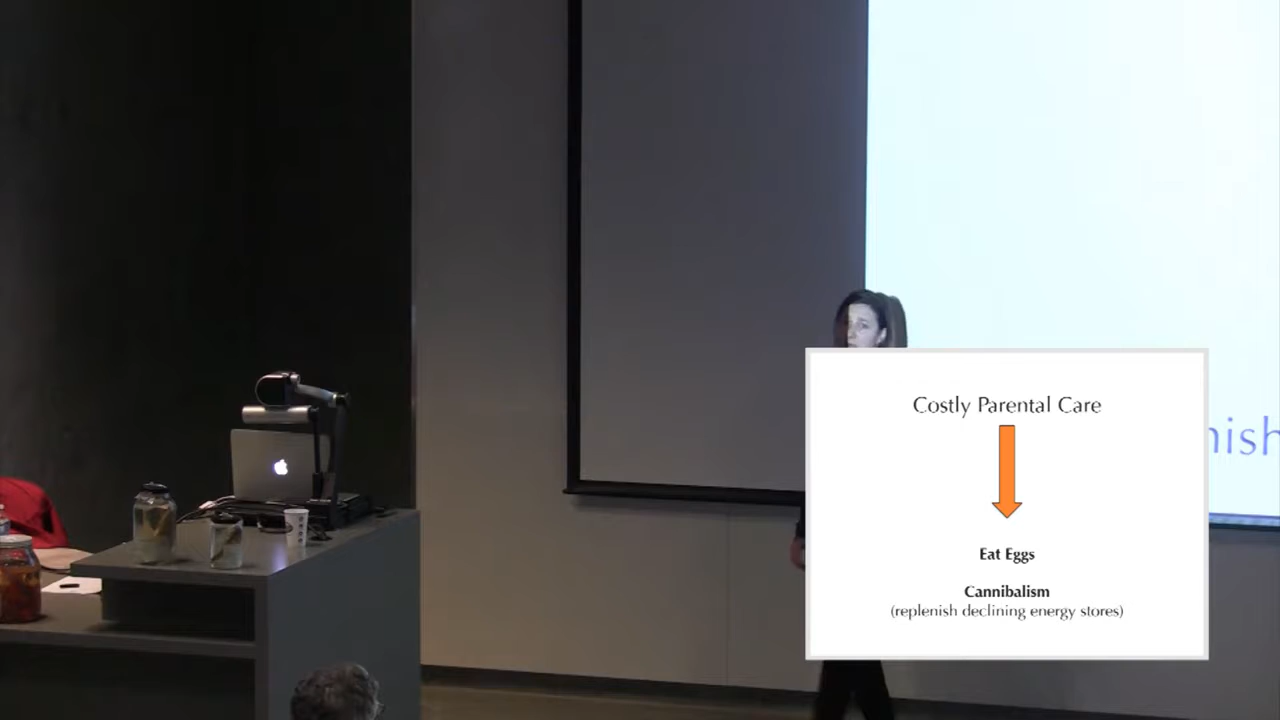 Costly Parental Care
nish
Eat Eggs
Cannibalism
(replenish declining energy stores)